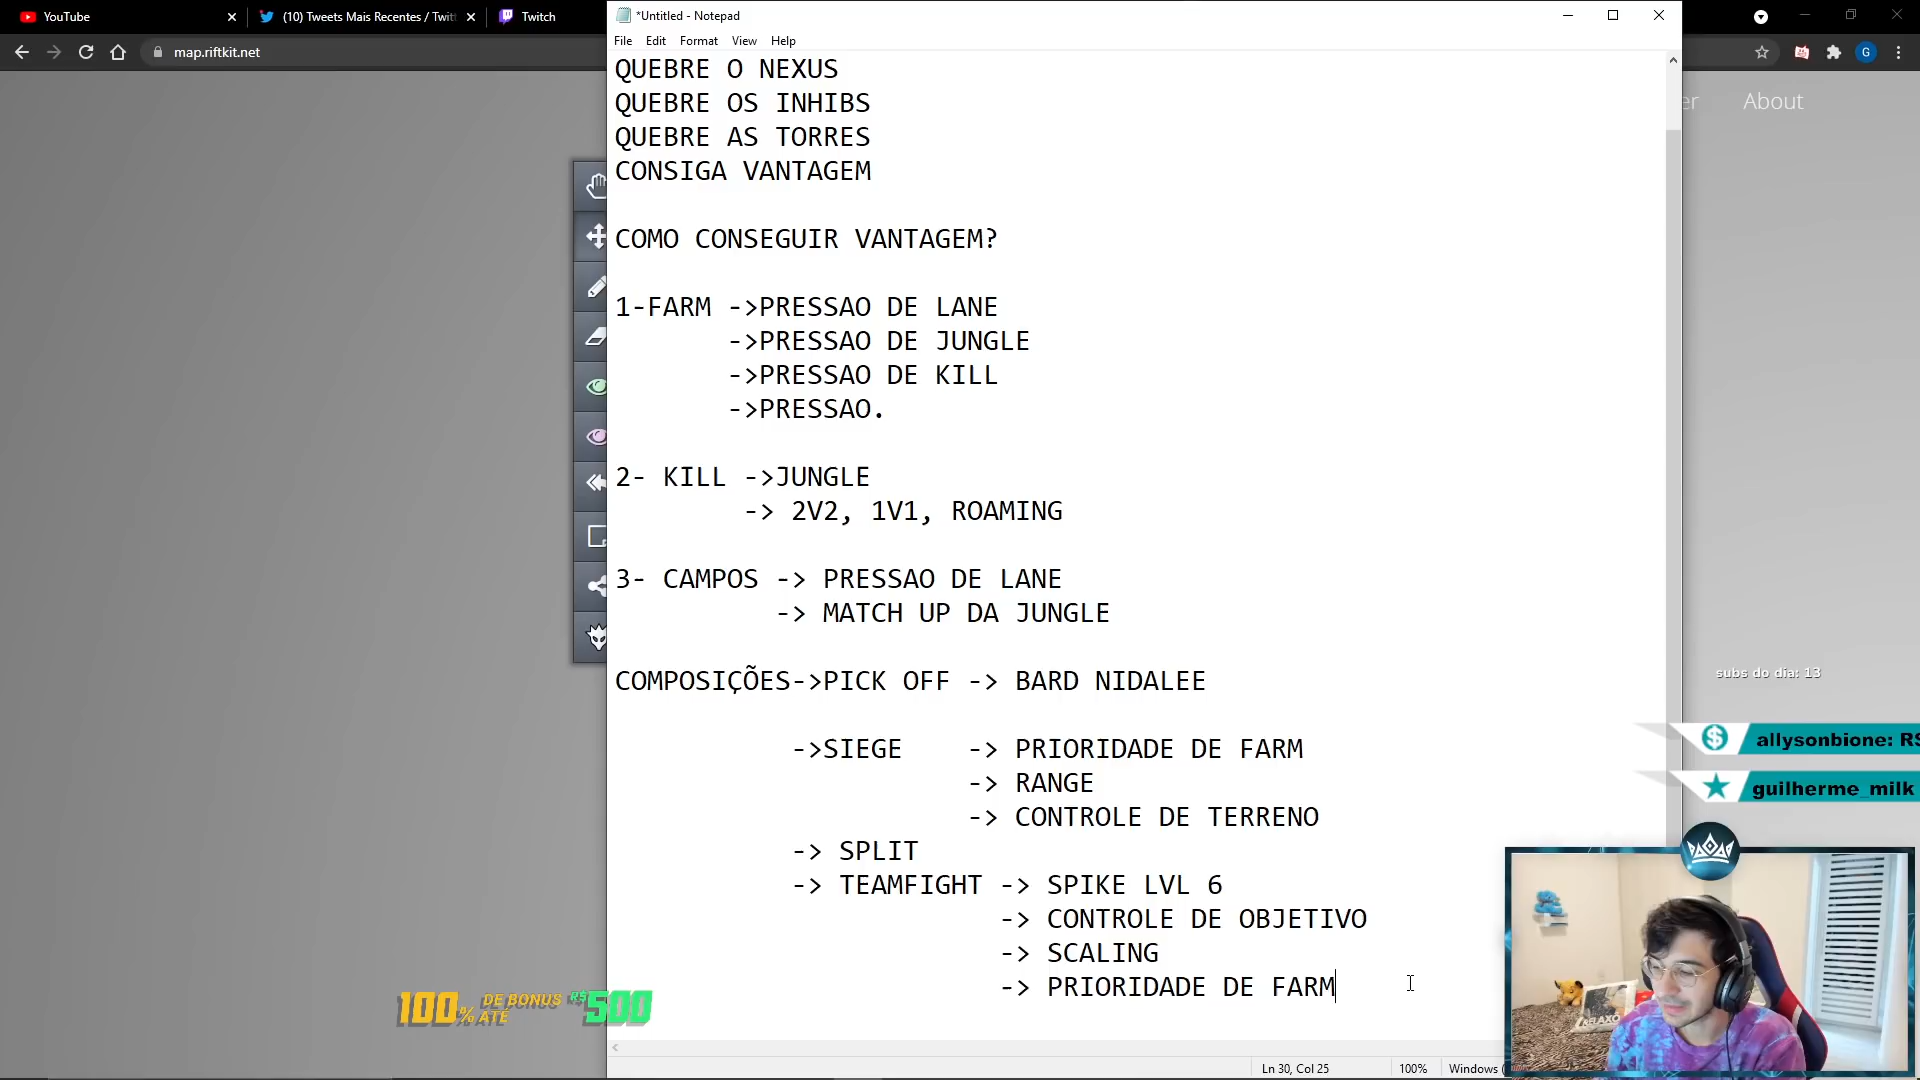 YouTube
(10) Tweets Mais Recentes / Twitt
Twitch
map.riftkit.net
*Untitled - Notepad
File Edit Format View Help
G
About
QUEBRE O NEXUS
QUEBRE OS INHIBS
QUEBRE AS TORRES
CONSIGA VANTAGEM
COMO CONSEGUIR VANTAGEM?
1-FARM ->PRESSAO DE LANE
->PRESSAO DE JUNGLE
->PRESSAO DE KILL
->PRESSAO.
2- KILL ->JUNGLE
-> 2V2, 1V1, ROAMING
3- CAMPOS -> PRESSAO DE LANE
-> MATCH UP DA JUNGLE
COMPOSIÇÕES->PICK OFF -> BARD NIDALEE
->SIEGE -> PRIORIDADE DE FARM
-> RANGE
-> CONTROLE DE TERRENO
-> SPLIT
-> TEAMFIGHT -> SPIKE LVL 6
-> CONTROLE DE OBJETIVO
-> SCALING
-> PRIORIDADE DE FARM
subs do dia: 13
allysonbione: R$
guilherme_milk
100% DE BONUS ATÉ R$500
RELAXO
Ln 30, Col 25
100%
Windows (